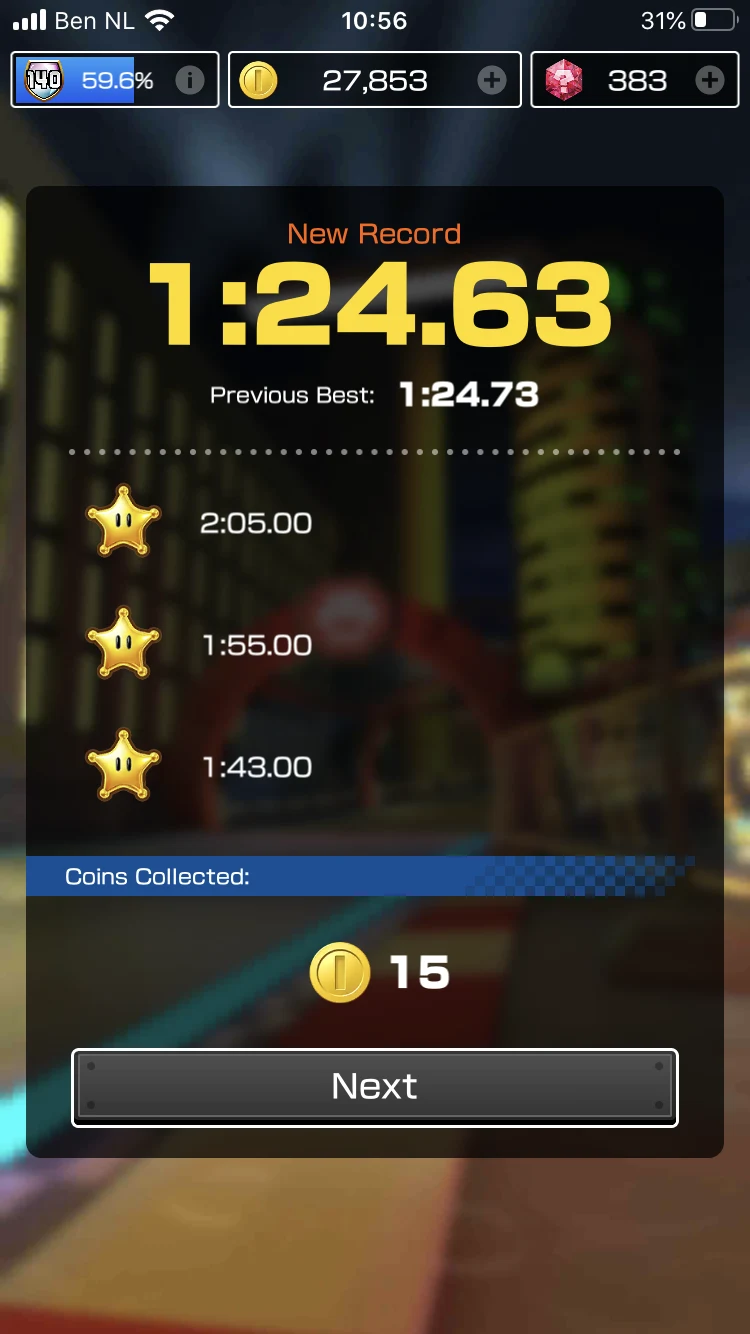 Ben NL 10:56 31%
140 59.6% i 27,853 + ? 383 +
New Record
1:24.63
Previous Best: 1:24.73
2:05.00
1:55.00
1:43.00
Coins Collected:
15
Next